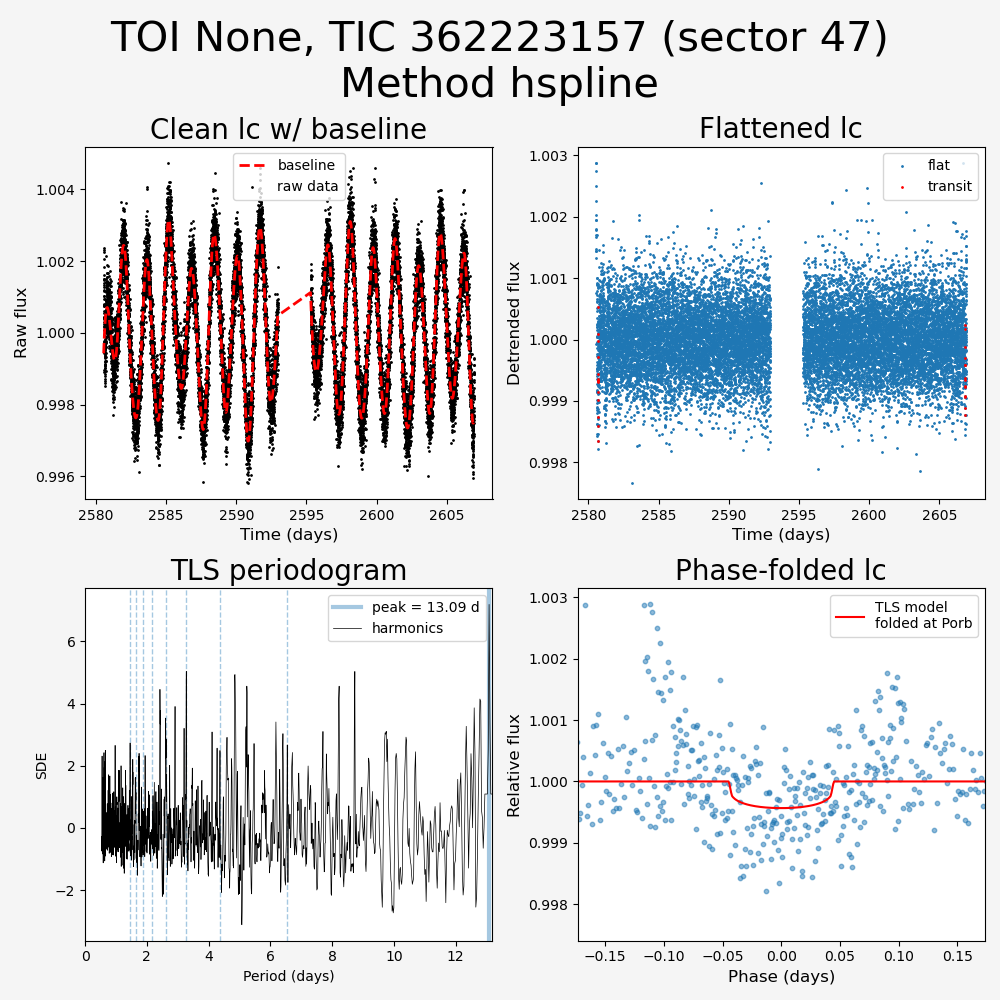 TOI None, TIC 362223157 (sector 47)
Method hspline
Clean lc w/ baseline
baseline
raw data
1.004
1.002
1.000
0.998
0.996
Raw flux
2580
2585
2590
2595
2600
2605
Time (days)
Flattened lc
flat
transit
1.003
1.002
1.001
1.000
0.999
0.998
Detrended flux
2580
2585
2590
2595
2600
2605
Time (days)
TLS periodogram
peak = 13.09 d
harmonics
6
4
2
0
−2
SDE
0
2
4
6
8
10
12
Period (days)
Phase-folded lc
TLS model
folded at Porb
1.003
1.002
1.001
1.000
0.999
0.998
Relative flux
−0.15
−0.10
−0.05
0.00
0.05
0.10
0.15
Phase (days)